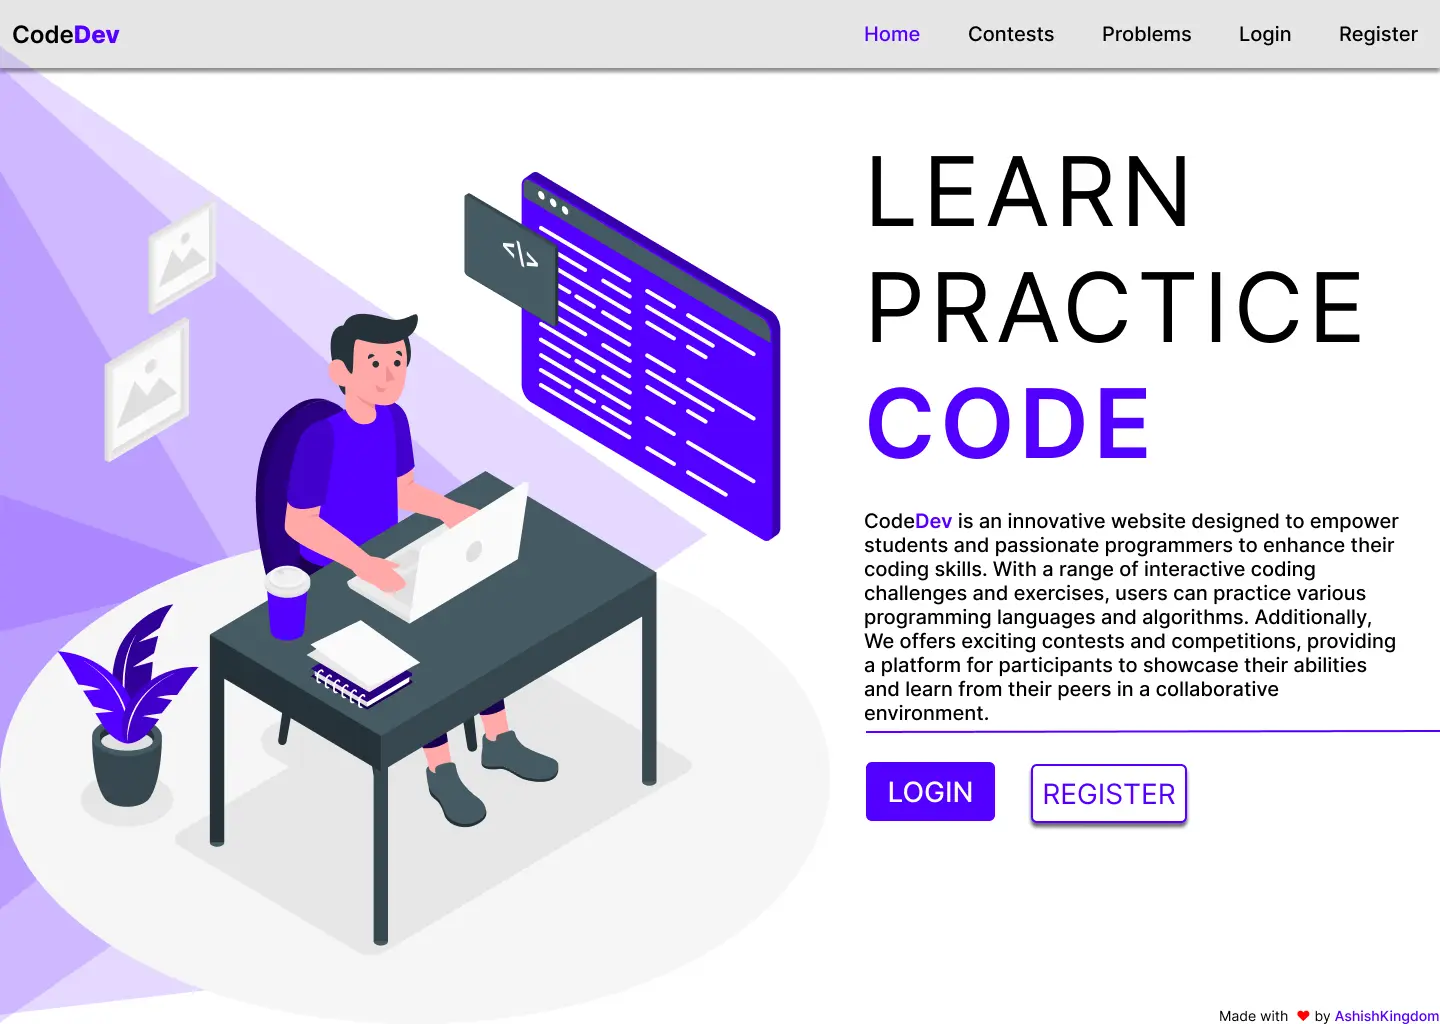 CodeDev
Home Contests Problems Login Register
</>
LEARN
PRACTICE
CODE
CodeDev is an innovative website designed to empower
students and passionate programmers to enhance their
coding skills. With a range of interactive coding
challenges and exercises, users can practice various
programming languages and algorithms. Additionally,
We offers exciting contests and competitions, providing
a platform for participants to showcase their abilities
and learn from their peers in a collaborative
environment.
LOGIN REGISTER
Made with ❤ by AshishKingdom